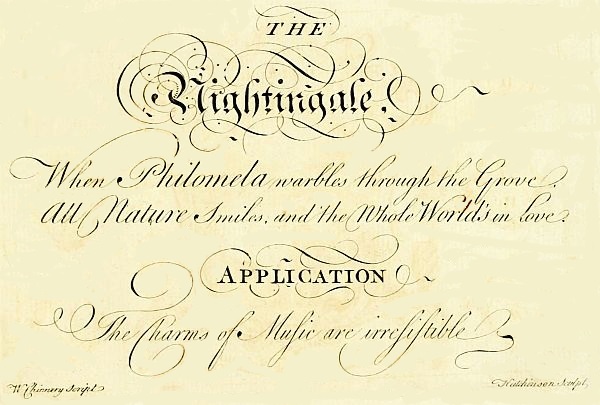 THE
Nightingale.
When Philomela warbles through the Grove.
All Nature Smiles, and the Whole World's in Love.
APPLICATION
The Charms of Muſic are irreſiſtible
W. Chinnery Script.
Hutchinson Sculpt.